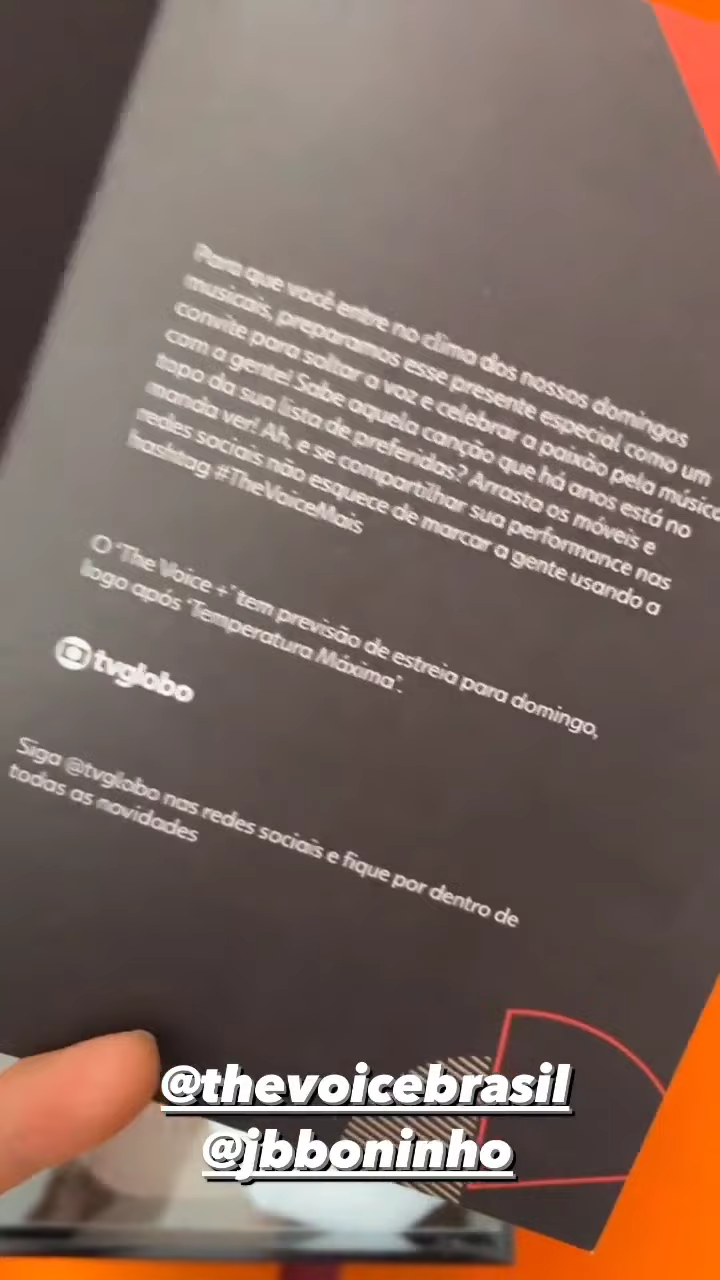 Para que você entre no clima dos nossos domingos
musicais, preparamos esse presente especial como um
convite para soltar a voz e celebrar a paixão pela música
com a gente! Sabe aquela canção que há anos está no
topo da sua lista de preferidas? Arrasta os móveis e
manda ver! Ah, e se compartilhar sua performance nas
redes sociais não esquece de marcar a gente usando a
hashtag #TheVoiceMais
O 'The Voice +' tem previsão de estreia para domingo,
logo após 'Temperatura Máxima'.
tvglobo
Siga @tvglobo nas redes sociais e fique por dentro de
todas as novidades
@thevoicebrasil
@jbboninho